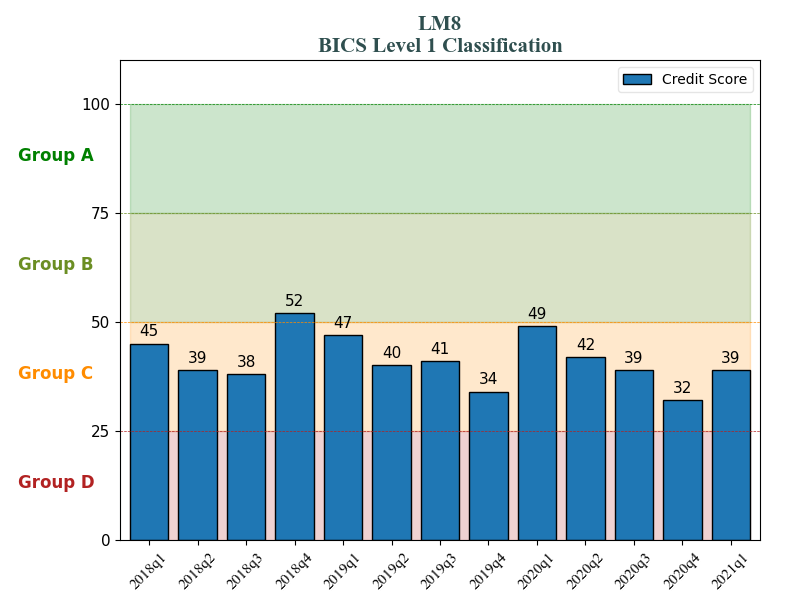 LM8
BICS Level 1 Classification
Credit Score
100
Group A
75
Group B
50
Group C
25
Group D
0
45
39
38
52
47
40
41
34
49
42
39
32
39
2018q1
2018q2
2018q3
2018q4
2019q1
2019q2
2019q3
2019q4
2020q1
2020q2
2020q3
2020q4
2021q1